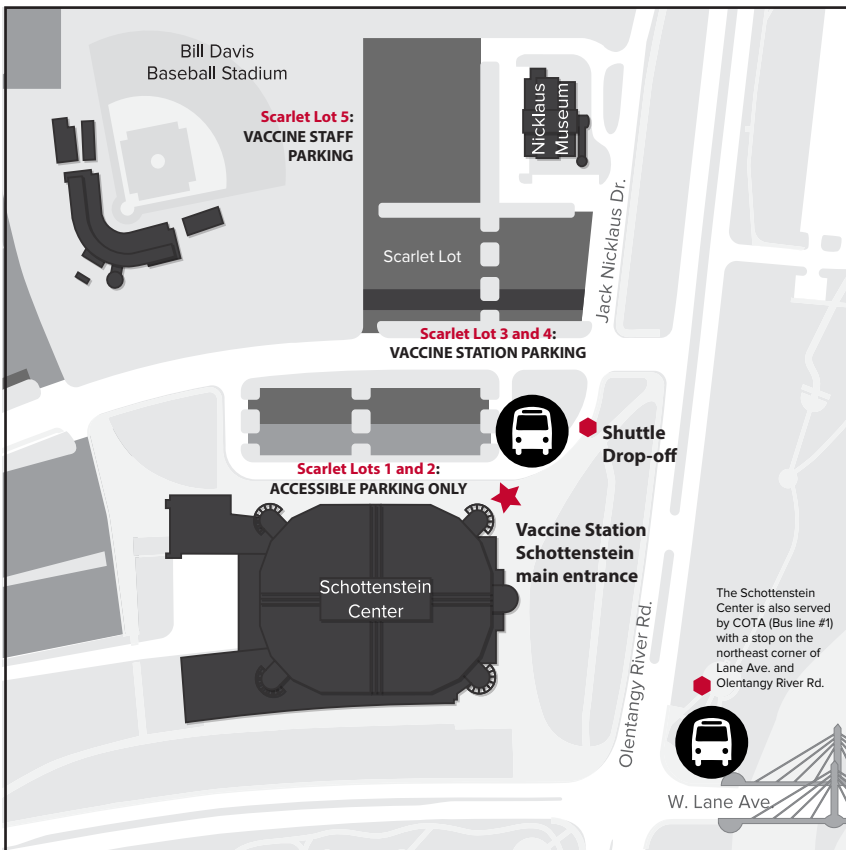 Bill Davis
Baseball Stadium
Scarlet Lot 5:
VACCINE STAFF
PARKING
Nicklaus
Museum
Jack Nicklaus Dr.
Scarlet Lot
Scarlet Lot 3 and 4:
VACCINE STATION PARKING
Shuttle
Drop-off
Scarlet Lots 1 and 2:
ACCESSIBLE PARKING ONLY
Vaccine Station
Schottenstein
main entrance
Schottenstein
Center
Olentangy River Rd.
The Schottenstein
Center is also served
by COTA (Bus line #1)
with a stop on the
northeast corner of
Lane Ave. and
Olentangy River Rd.
W. Lane Ave.